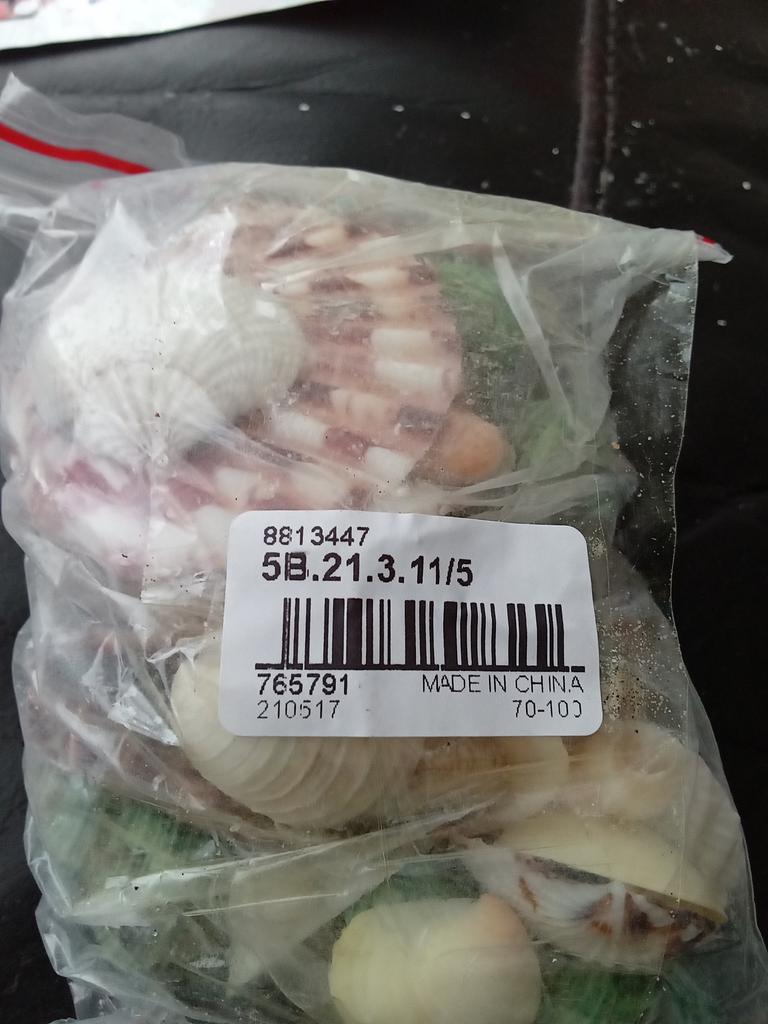 8813447
5B.21.3.11/5
765791 MADE IN CHINA
210517 70-100